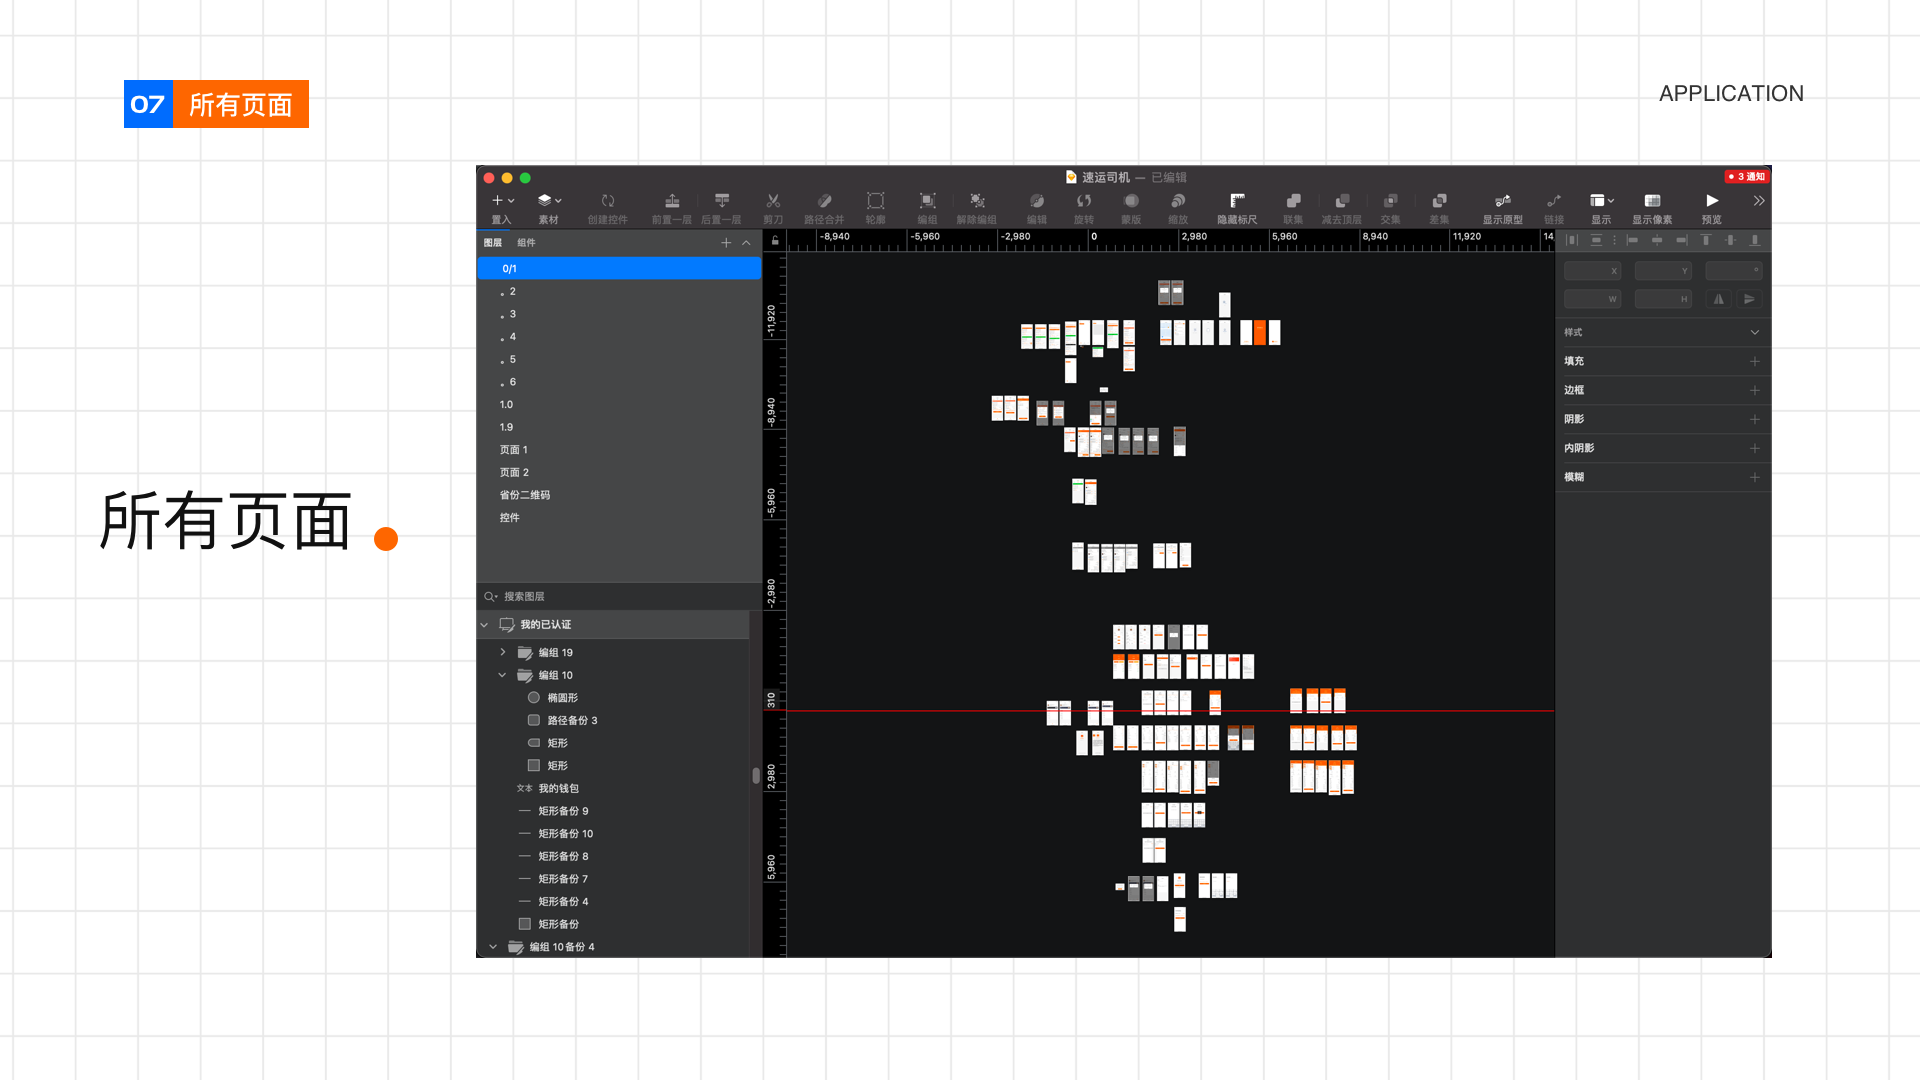 07 所有页面
APPLICATION
所有页面
速运司机 — 已编辑
3 通知
置入 素材 创建控件 前置一层 后置一层 剪刀 路径合并 轮廓 编组 解除编组 编辑 旋转 蒙版 缩放 隐藏标尺 联集 减去顶层 交集 差集 显示原型 链接 显示 显示像素 预览
图层 组件
-8,940 -5,960 -2,980 0 2,980 5,960 8,940 11,920 14
0/1
。2
。3
。4
。5
。6
1.0
1.9
页面 1
页面 2
省份二维码
控件
搜索图层
我的已认证
编组 19
编组 10
椭圆形
路径备份 3
矩形
矩形
文本 我的钱包
矩形备份 9
矩形备份 10
矩形备份 8
矩形备份 7
矩形备份 4
矩形备份
编组 10备份 4
-11,920
-8,940
-5,960
-2,980
310
2,980
5,960
X Y °
W H
样式
填充
边框
阴影
内阴影
模糊